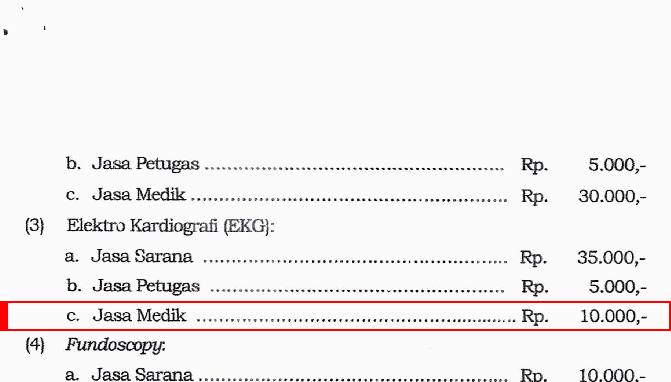 b. Jasa Petugas ........................................................ Rp. 5.000,-
c. Jasa Medik ........................................................... Rp. 30.000,-
(3) Elektro Kardiografi (EKG):
a. Jasa Sarana ......................................................... Rp. 35.000,-
b. Jasa Petugas ....................................................... Rp. 5.000,-
c. Jasa Medik ........................................................... Rp. 10.000,-
(4) Fundoscopy:
a. Jasa Sarana ......................................................... Rp. 10.000,-